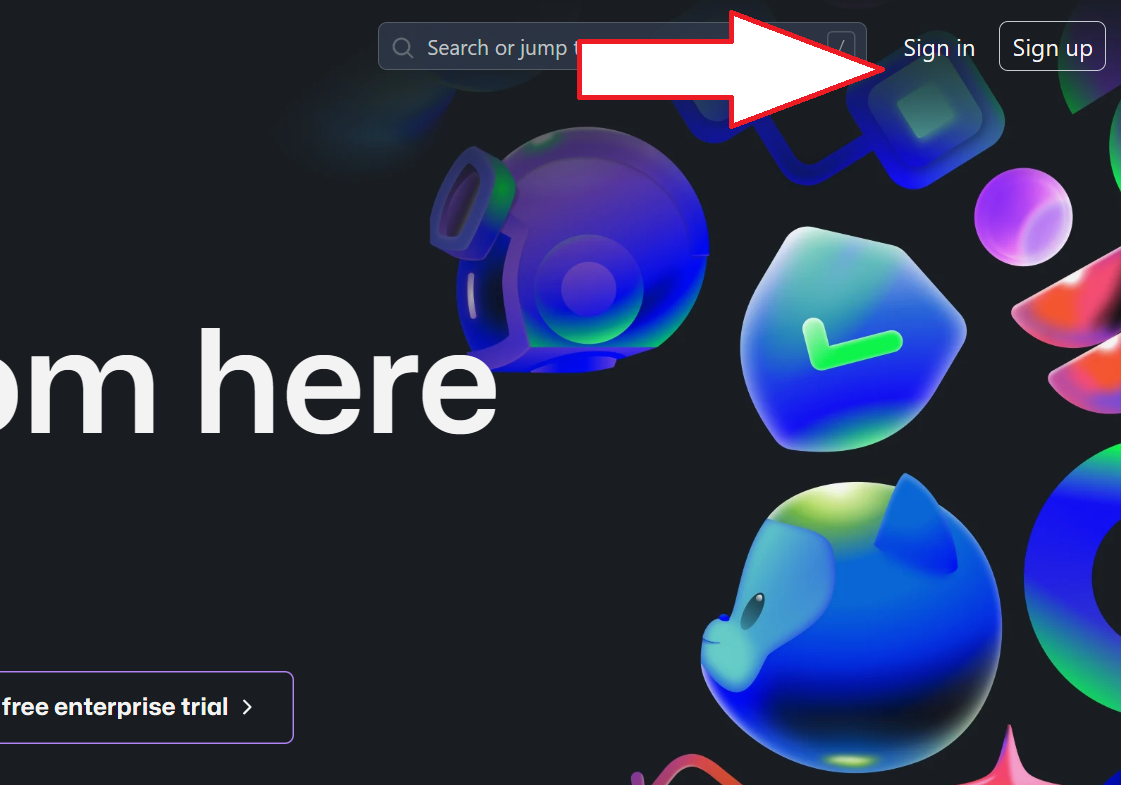 Search or jump
/
Sign in
Sign up
om here
free enterprise trial